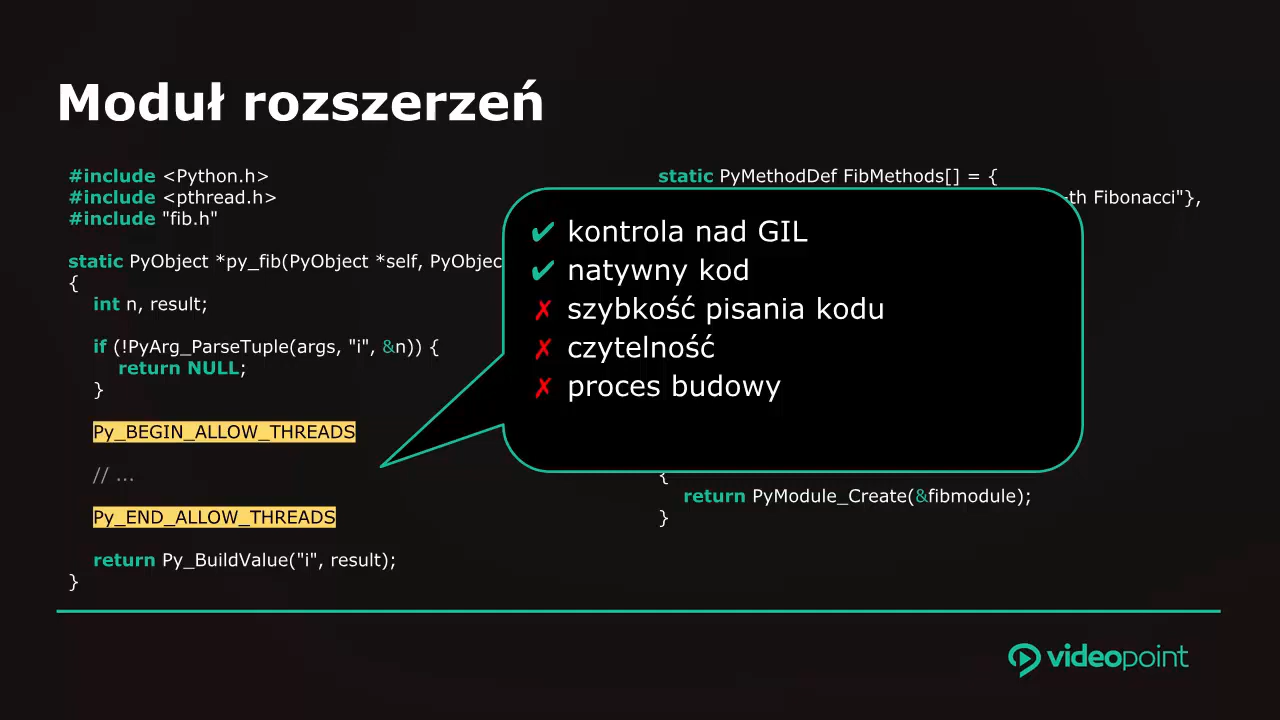 Moduł rozszerzeń
#include <Python.h>
#include <pthread.h>
#include "fib.h"
static PyObject *py_fib(PyObject *self, PyObjec
{
int n, result;
if (!PyArg_ParseTuple(args, "i", &n)) {
return NULL;
}
Py_BEGIN_ALLOW_THREADS
// ...
Py_END_ALLOW_THREADS
return Py_BuildValue("i", result);
}
static PyMethodDef FibMethods[] = {
-th Fibonacci"},
✔ kontrola nad GIL
✔ natywny kod
✗ szybkość pisania kodu
✗ czytelność
✗ proces budowy
{
return PyModule_Create(&fibmodule);
}
videopoint